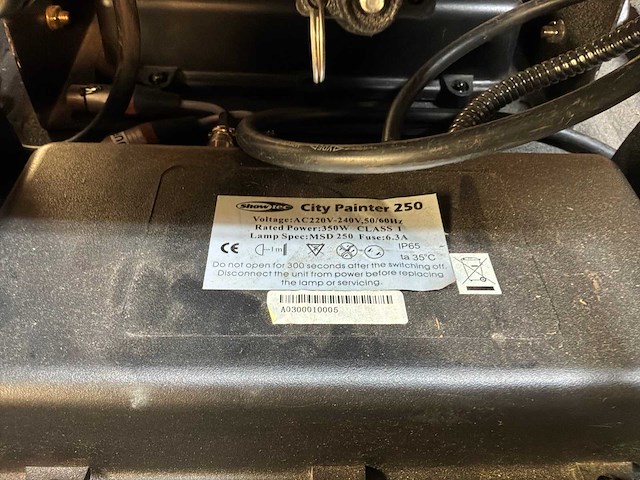 ShowTec City Painter 250
Voltage:AC220V-240V,50/60Hz
Rated Power:350W CLASS I
Lamp Spec:MSD 250 Fuse:6.3A
CE 1m F IP65
ta 35°C
Do not open for 300 seconds after the switching off.
Disconnect the unit from power before replacing
the lamp or servicing.
A0300010005